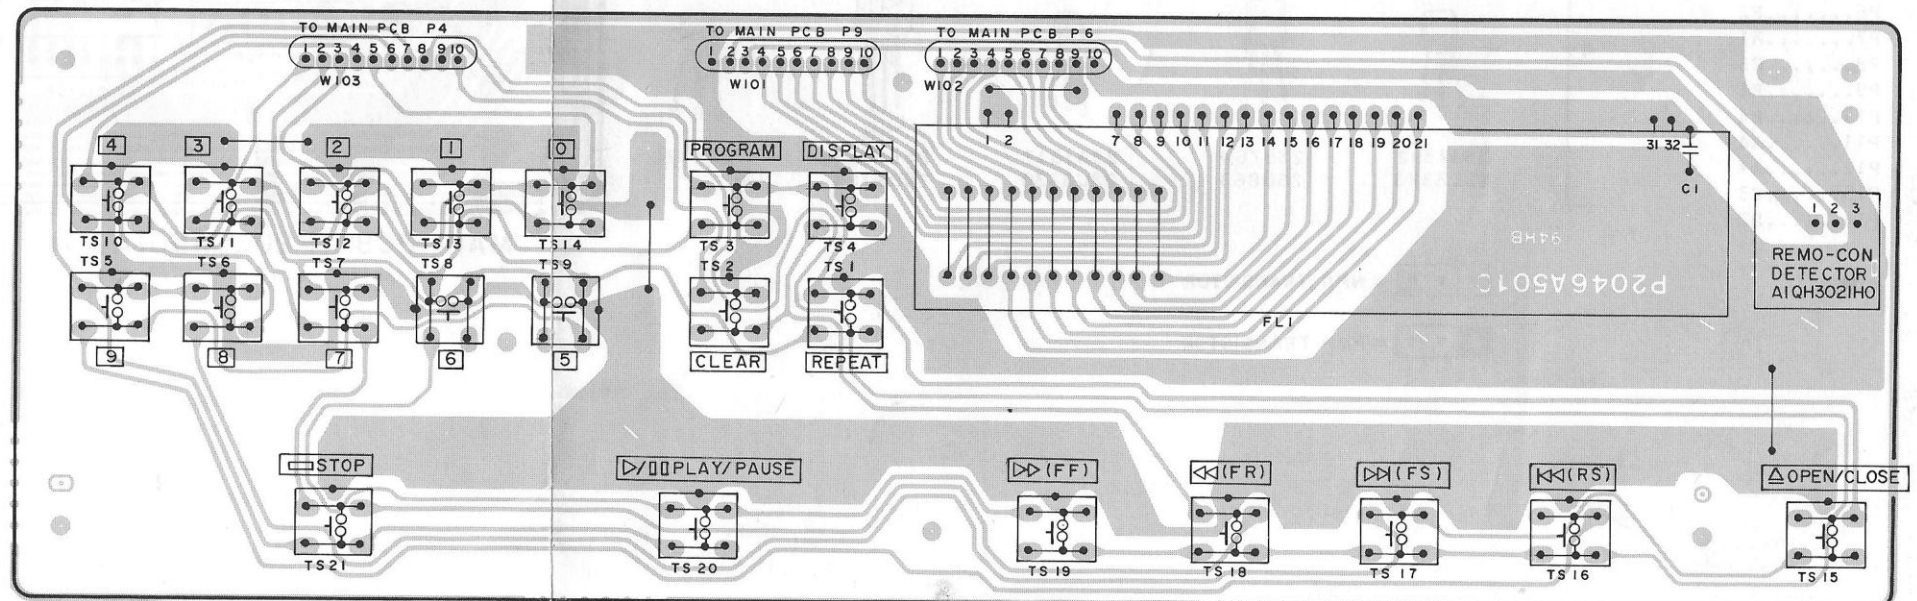 TO MAIN PCB P4
1 2 3 4 5 6 7 8 9 10
W103
TO MAIN PCB P9
1 2 3 4 5 6 7 8 9 10
W101
TO MAIN PCB P6
1 2 3 4 5 6 7 8 9 10
W102
1 2 7 8 9 10 11 12 13 14 15 16 17 18 19 20 21 31 32
C1
4 3 2 1 0 PROGRAM DISPLAY
TS10 TS11 TS12 TS13 TS14 TS3 TS4
TS5 TS6 TS7 TS8 TS9 TS2 TS1
9 8 7 6 5 CLEAR REPEAT
94HB
P2046A501C
FL1
1 2 3
REMO-CON
DETECTOR
A1QH3021H0
STOP
▷/▯▯PLAY/PAUSE
▷▷(FF)
◁◁(FR)
▷▷|(FS)
|◁◁(RS)
△OPEN/CLOSE
TS21 TS20 TS19 TS18 TS17 TS16 TS15